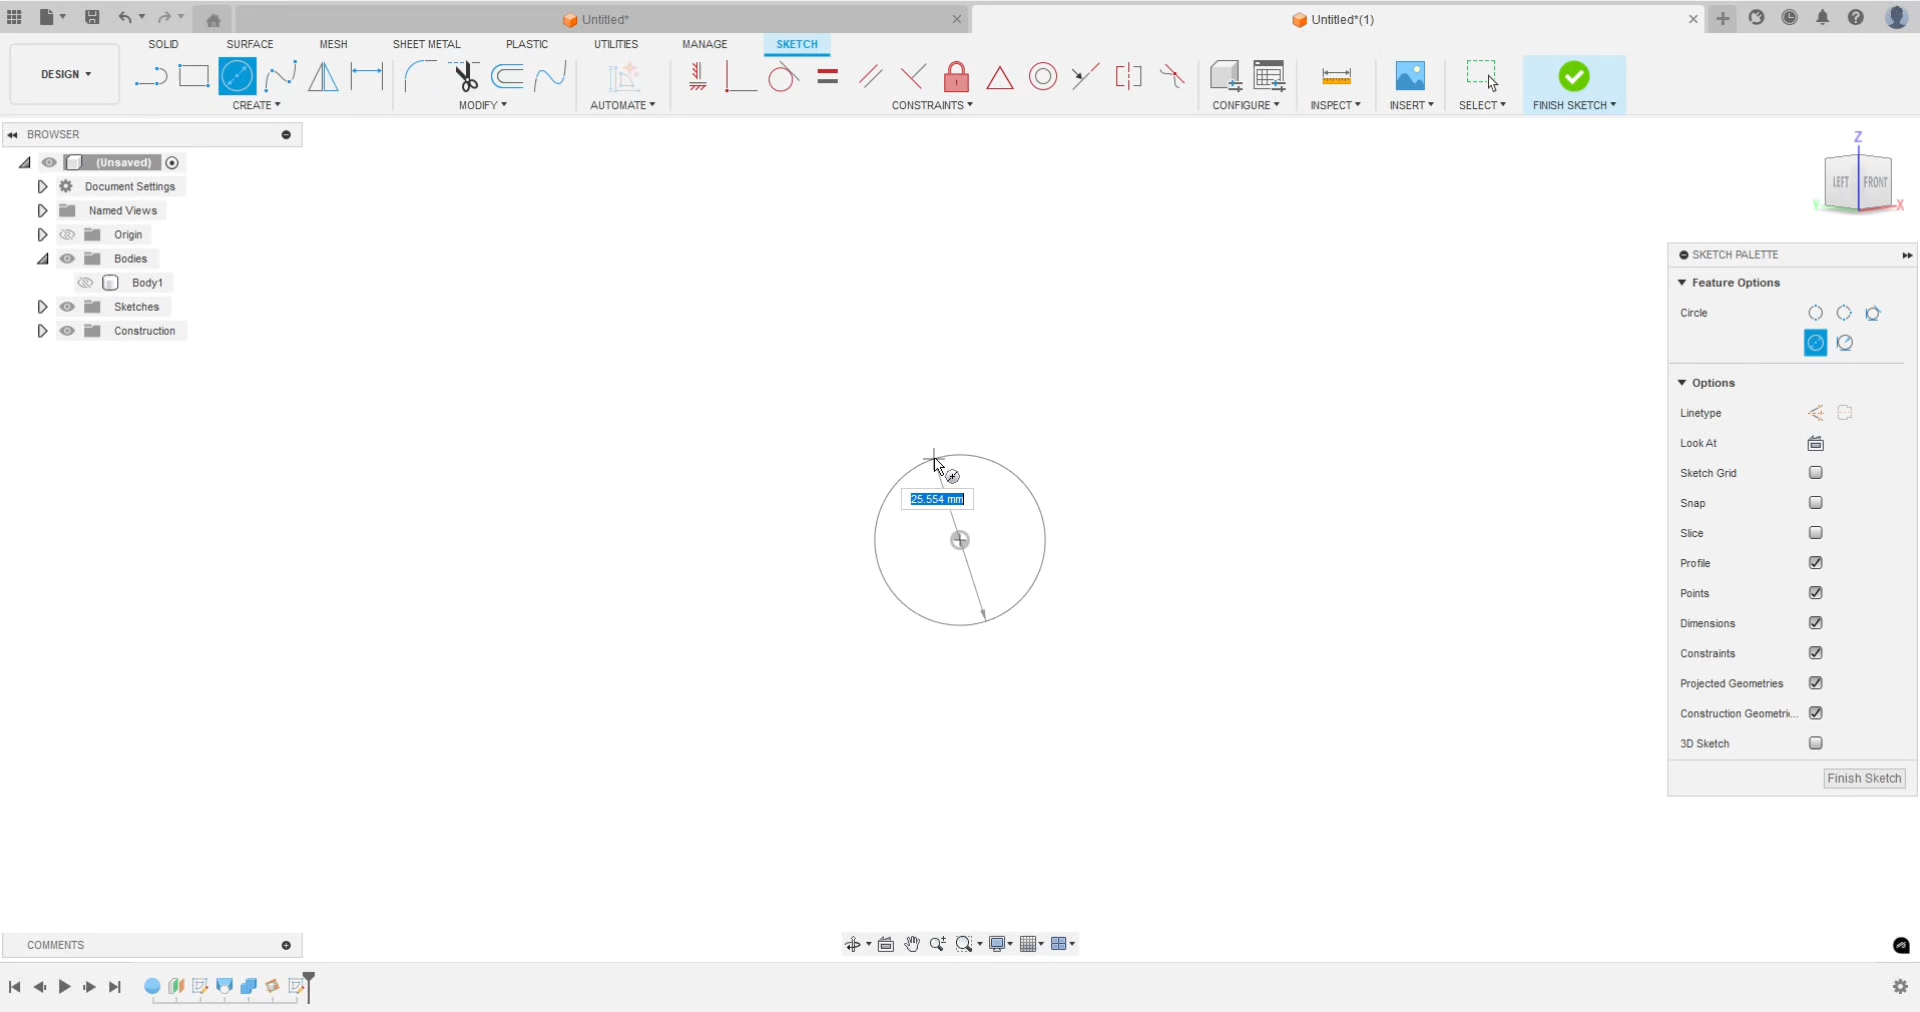 Untitled*
Untitled*(1)
SOLID
SURFACE
MESH
SHEET METAL
PLASTIC
UTILITIES
MANAGE
SKETCH
DESIGN
CREATE
MODIFY
AUTOMATE
CONSTRAINTS
CONFIGURE
INSPECT
INSERT
SELECT
FINISH SKETCH
BROWSER
(Unsaved)
Document Settings
Named Views
Origin
Bodies
Body1
Sketches
Construction
Z
LEFT
FRONT
Y
X
25.554 mm
SKETCH PALETTE
Feature Options
Circle
Options
Linetype
Look At
Sketch Grid
Snap
Slice
Profile
Points
Dimensions
Constraints
Projected Geometries
Construction Geometri...
3D Sketch
Finish Sketch
COMMENTS